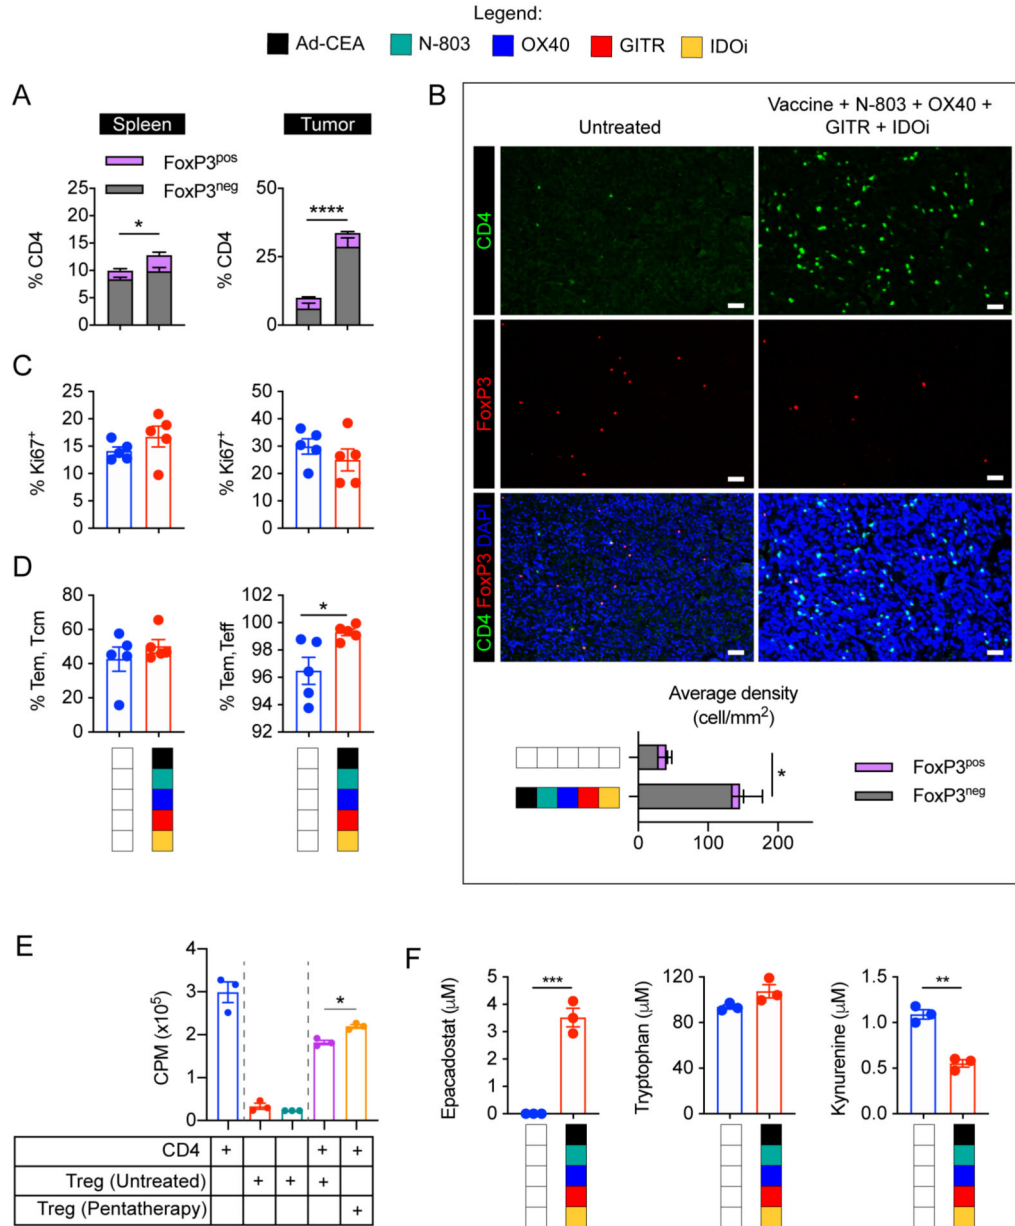 Legend:
Ad-CEA N-803 OX40 GITR IDOi
A
Spleen Tumor
FoxP3pos
FoxP3neg
% CD4
25
20
15
10
5
0
*
% CD4
50
25
0
****
B
Untreated
Vaccine + N-803 + OX40 +
GITR + IDOi
CD4
FoxP3
CD4 FoxP3 DAPI
Average density
(cell/mm2)
*
0 100 200
FoxP3pos
FoxP3neg
C
% Ki67+
25
20
15
10
5
0
% Ki67+
50
40
30
20
10
0
D
% Tem, Tcm
80
60
40
20
0
% Tem,Teff
102
100
98
96
94
92
*
E
CPM (x105)
4
3
2
1
0
*
CD4 + + +
Treg (Untreated) + + +
Treg (Pentatherapy) +
F
Epacadostat (µM)
5
4
3
2
1
0
***
Tryptophan (µM)
120
80
40
0
Kynurenine (µM)
1.5
1.0
0.5
0.0
**